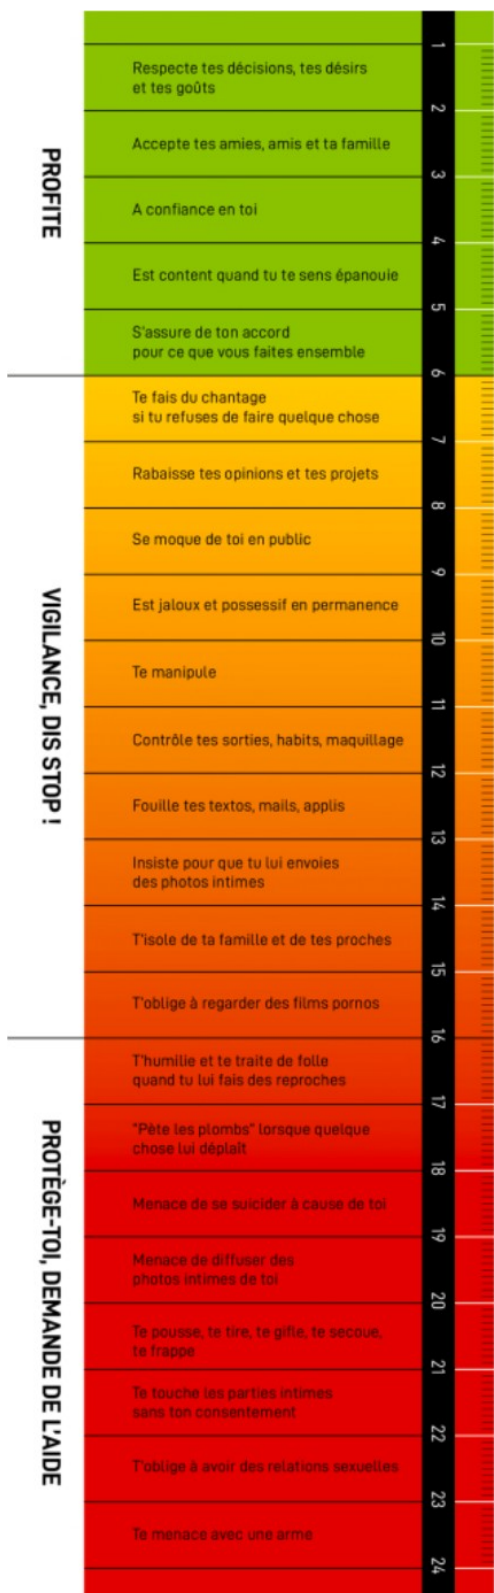 PROFITE
1
Respecte tes décisions, tes désirs
et tes goûts
2
Accepte tes amies, amis et ta famille
3
A confiance en toi
4
Est content quand tu te sens épanouie
5
S'assure de ton accord
pour ce que vous faites ensemble
6
VIGILANCE, DIS STOP !
Te fais du chantage
si tu refuses de faire quelque chose
7
Rabaisse tes opinions et tes projets
8
Se moque de toi en public
9
Est jaloux et possessif en permanence
10
Te manipule
11
Contrôle tes sorties, habits, maquillage
12
Fouille tes textos, mails, applis
13
Insiste pour que tu lui envoies
des photos intimes
14
T'isole de ta famille et de tes proches
15
T'oblige à regarder des films pornos
16
PROTÈGE-TOI, DEMANDE DE L'AIDE
T'humilie et te traite de folle
quand tu lui fais des reproches
17
"Pète les plombs" lorsque quelque
chose lui déplaît
18
Menace de se suicider à cause de toi
19
Menace de diffuser des
photos intimes de toi
20
Te pousse, te tire, te gifle, te secoue,
te frappe
21
Te touche les parties intimes
sans ton consentement
22
T'oblige à avoir des relations sexuelles
23
Te menace avec une arme
24